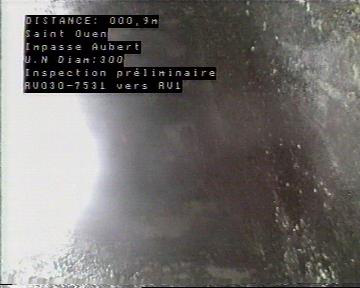 DISTANCE: 000,9m
Saint Ouen
Impasse Aubert
U.N Diam:300
Inspection préliminaire
RV030-7531 vers RV1